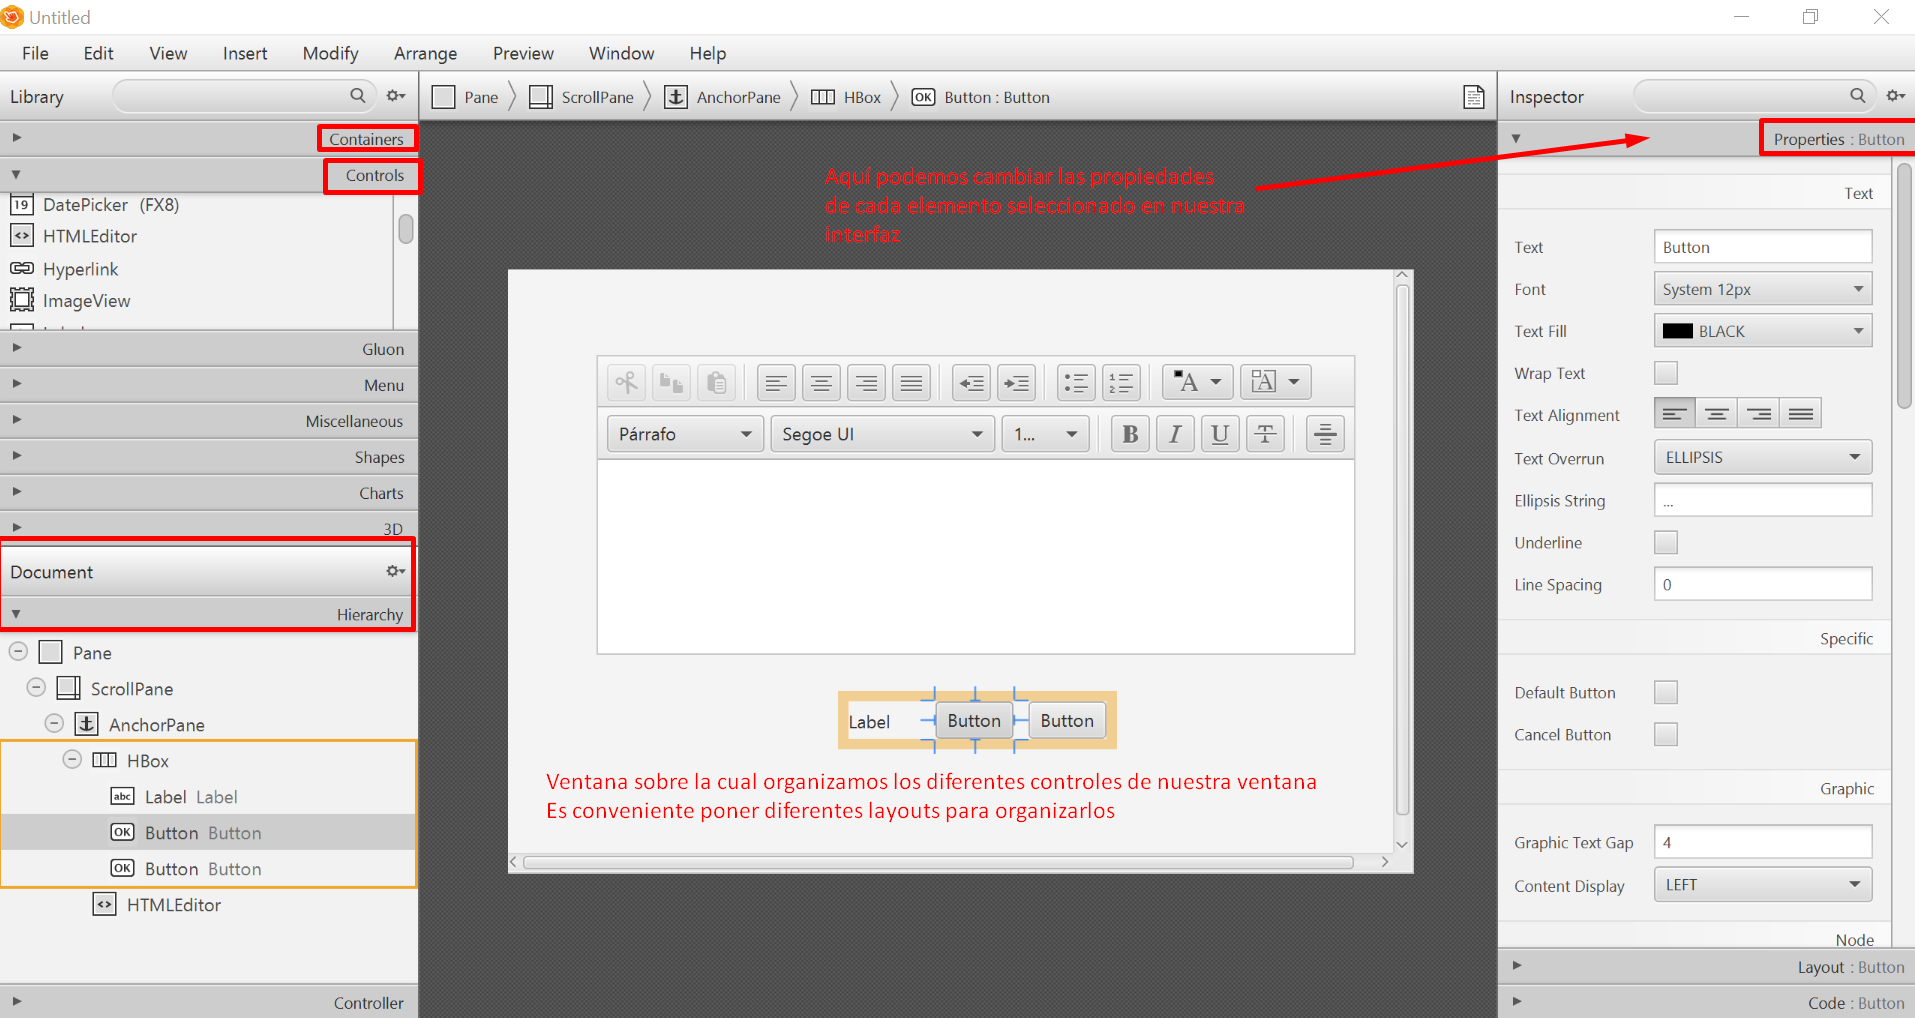 Untitled
File Edit View Insert Modify Arrange Preview Window Help
Library
Containers
Controls
19 DatePicker (FX8)
HTMLEditor
Hyperlink
ImageView
Gluon
Menu
Miscellaneous
Shapes
Charts
3D
Document
Hierarchy
Pane
ScrollPane
AnchorPane
HBox
abc Label Label
OK Button Button
OK Button Button
HTMLEditor
Controller
Pane ScrollPane AnchorPane HBox OK Button : Button
Aquí podemos cambiar las propiedades
de cada elemento seleccionado en nuestra
interfaz
A A
Párrafo Segoe UI 1... B I U T
Label Button Button
Ventana sobre la cual organizamos los diferentes controles de nuestra ventana
Es conveniente poner diferentes layouts para organizarlos
Inspector
Properties : Button
Text
Text Button
Font System 12px
Text Fill BLACK
Wrap Text
Text Alignment
Text Overrun ELLIPSIS
Ellipsis String ...
Underline
Line Spacing 0
Specific
Default Button
Cancel Button
Graphic
Graphic Text Gap 4
Content Display LEFT
Node
Layout : Button
Code : Button